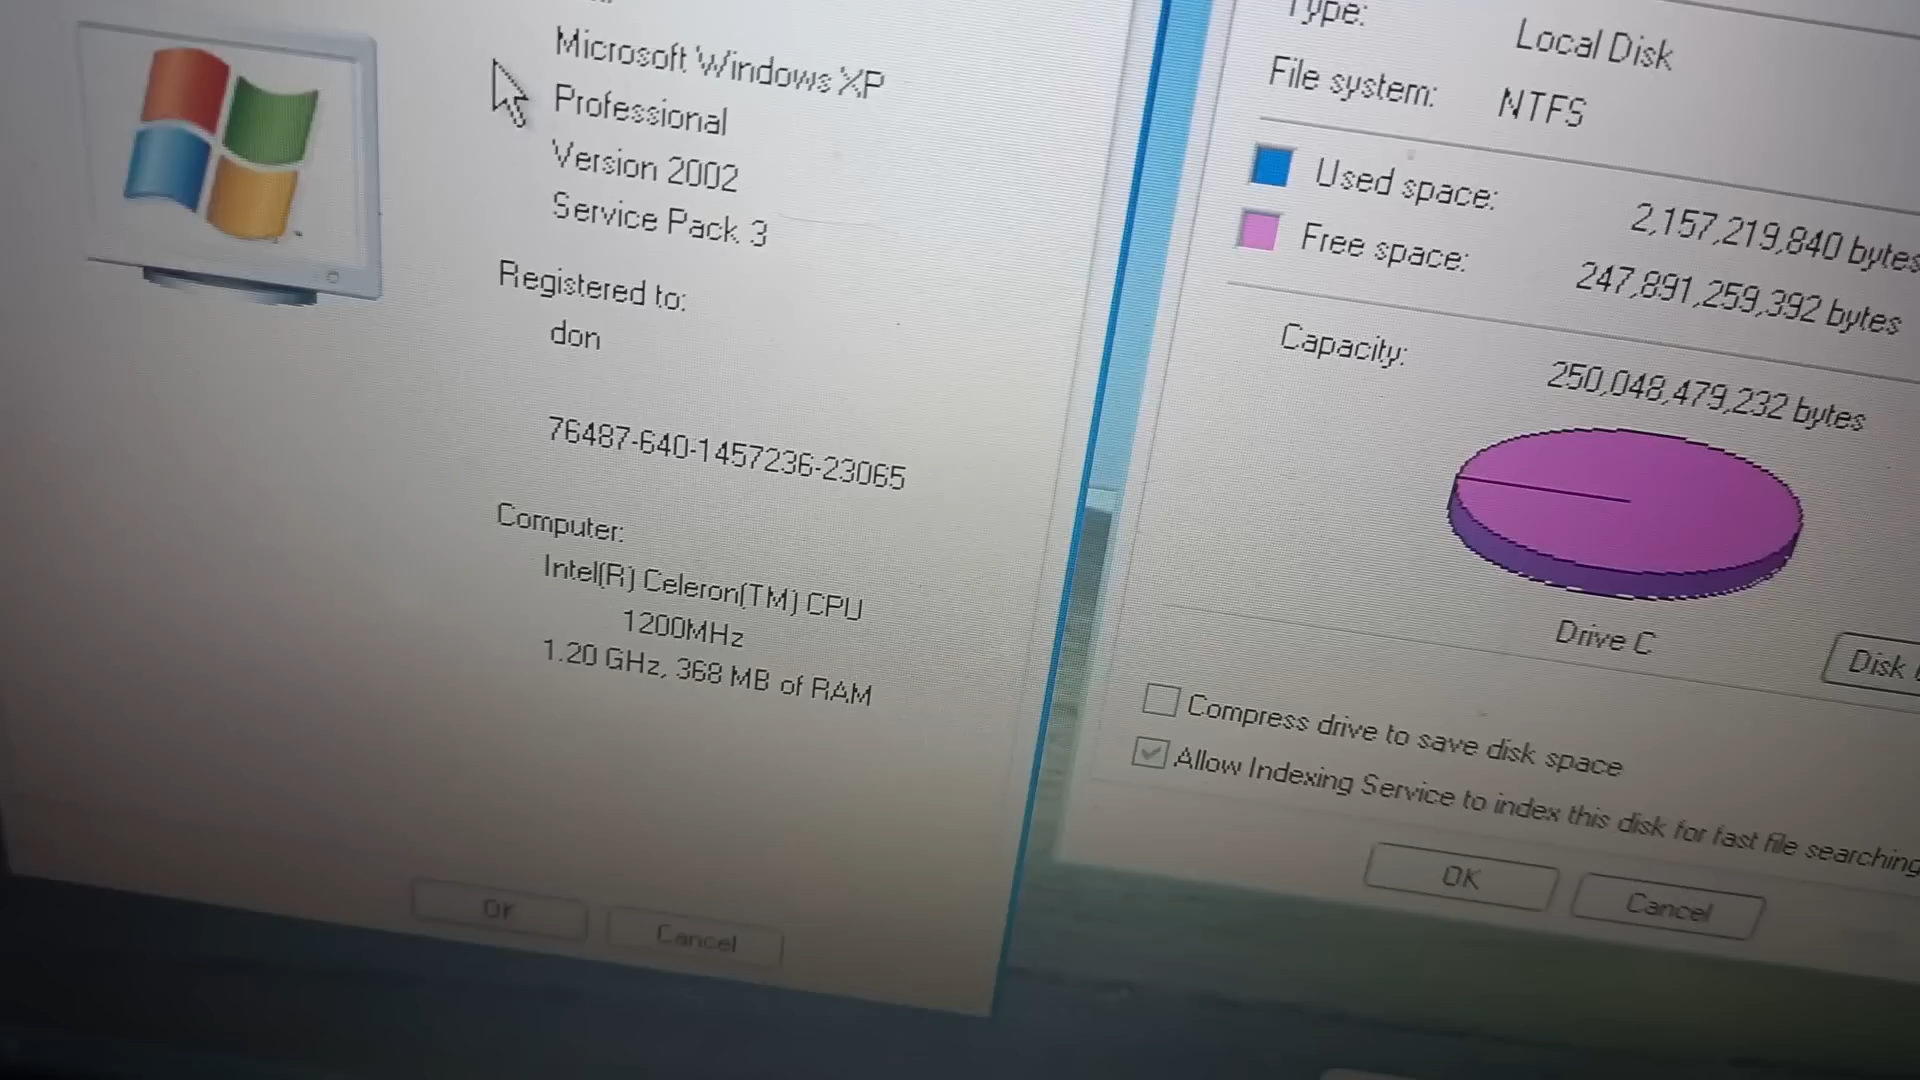 Microsoft Windows XP
Professional
Version 2002
Service Pack 3
Registered to:
don
76487-640-1457236-23065
Computer:
Intel(R) Celeron(TM) CPU
1200MHz
1.20 GHz, 368 MB of RAM
OK
Cancel
Type: Local Disk
File system: NTFS
Used space: 2,157,219,840 bytes
Free space: 247,891,259,392 bytes
Capacity: 250,048,479,232 bytes
Drive C
Disk
Compress drive to save disk space
Allow Indexing Service to index this disk for fast file searching
OK
Cancel